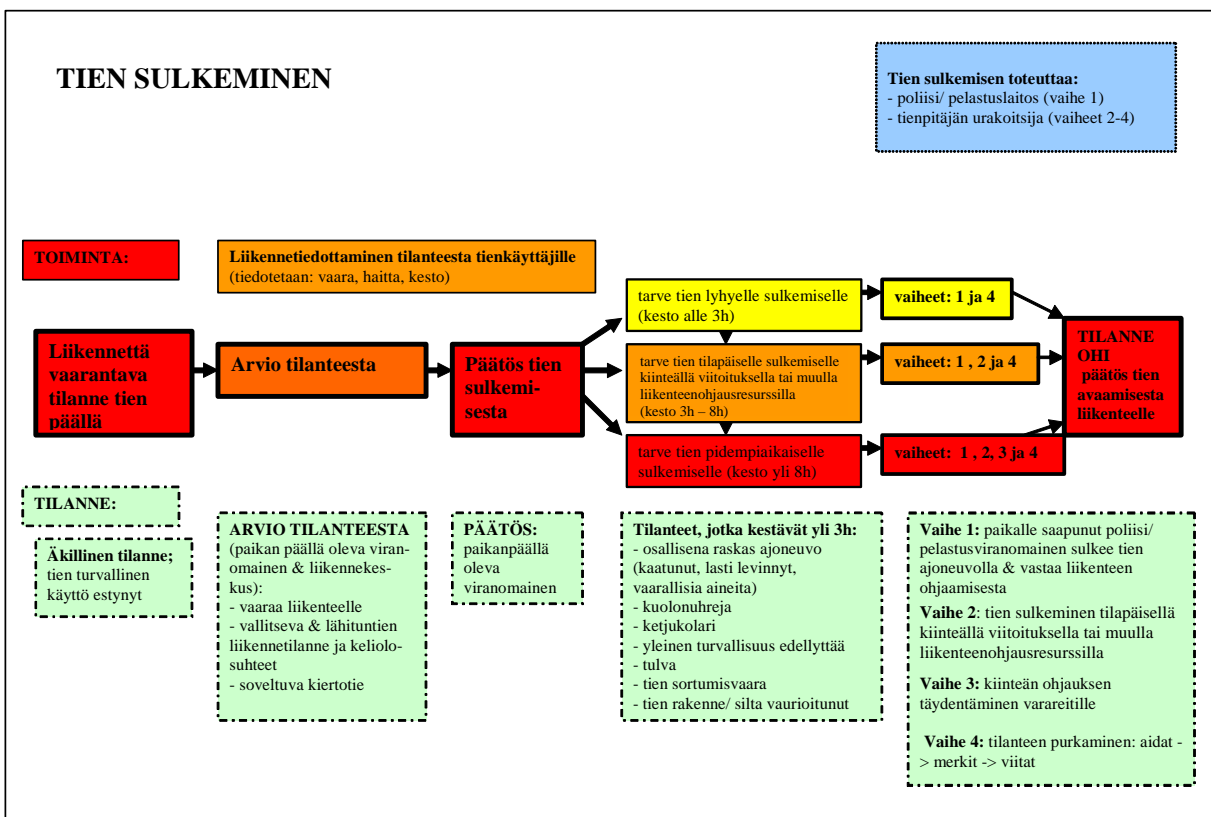 TIEN SULKEMINEN
Tien sulkemisen toteuttaa:
- poliisi/ pelastuslaitos (vaihe 1)
- tienpitäjän urakoitsija (vaiheet 2-4)
TOIMINTA:
Liikennetiedottaminen tilanteesta tienkäyttäjille
(tiedotetaan: vaara, haitta, kesto)
Liikennettä
vaarantava
tilanne tien
päällä
Arvio tilanteesta
Päätös tien
sulkemi-
sesta
tarve tien lyhyelle sulkemiselle
(kesto alle 3h)
tarve tien tilapäiselle sulkemiselle
kiinteällä viitoituksella tai muulla
liikenteenohjausresurssilla
(kesto 3h – 8h)
tarve tien pidempiaikaiselle
sulkemiselle (kesto yli 8h)
vaiheet: 1 ja 4
vaiheet: 1 , 2 ja 4
vaiheet: 1 , 2, 3 ja 4
TILANNE
OHI
päätös tien
avaamisesta
liikenteelle
TILANNE:
Äkillinen tilanne;
tien turvallinen
käyttö estynyt
ARVIO TILANTEESTA
(paikan päällä oleva viran-
omainen & liikennekes-
kus):
- vaaraa liikenteelle
- vallitseva & lähituntien
liikennetilanne ja keliolo-
suhteet
- soveltuva kiertotie
PÄÄTÖS:
paikanpäällä
oleva
viranomainen
Tilanteet, jotka kestävät yli 3h:
- osallisena raskas ajoneuvo
(kaatunut, lasti levinnyt,
vaarallisia aineita)
- kuolonuhreja
- ketjukolari
- yleinen turvallisuus edellyttää
- tulva
- tien sortumisvaara
- tien rakenne/ silta vaurioitunut
Vaihe 1: paikalle saapunut poliisi/
pelastusviranomainen sulkee tien
ajoneuvolla & vastaa liikenteen
ohjaamisesta
Vaihe 2: tien sulkeminen tilapäisellä
kiinteällä viitoituksella tai muulla
liikenteenohjausresurssilla
Vaihe 3: kiinteän ohjauksen
täydentäminen varareitille
Vaihe 4: tilanteen purkaminen: aidat -
> merkit -> viitat